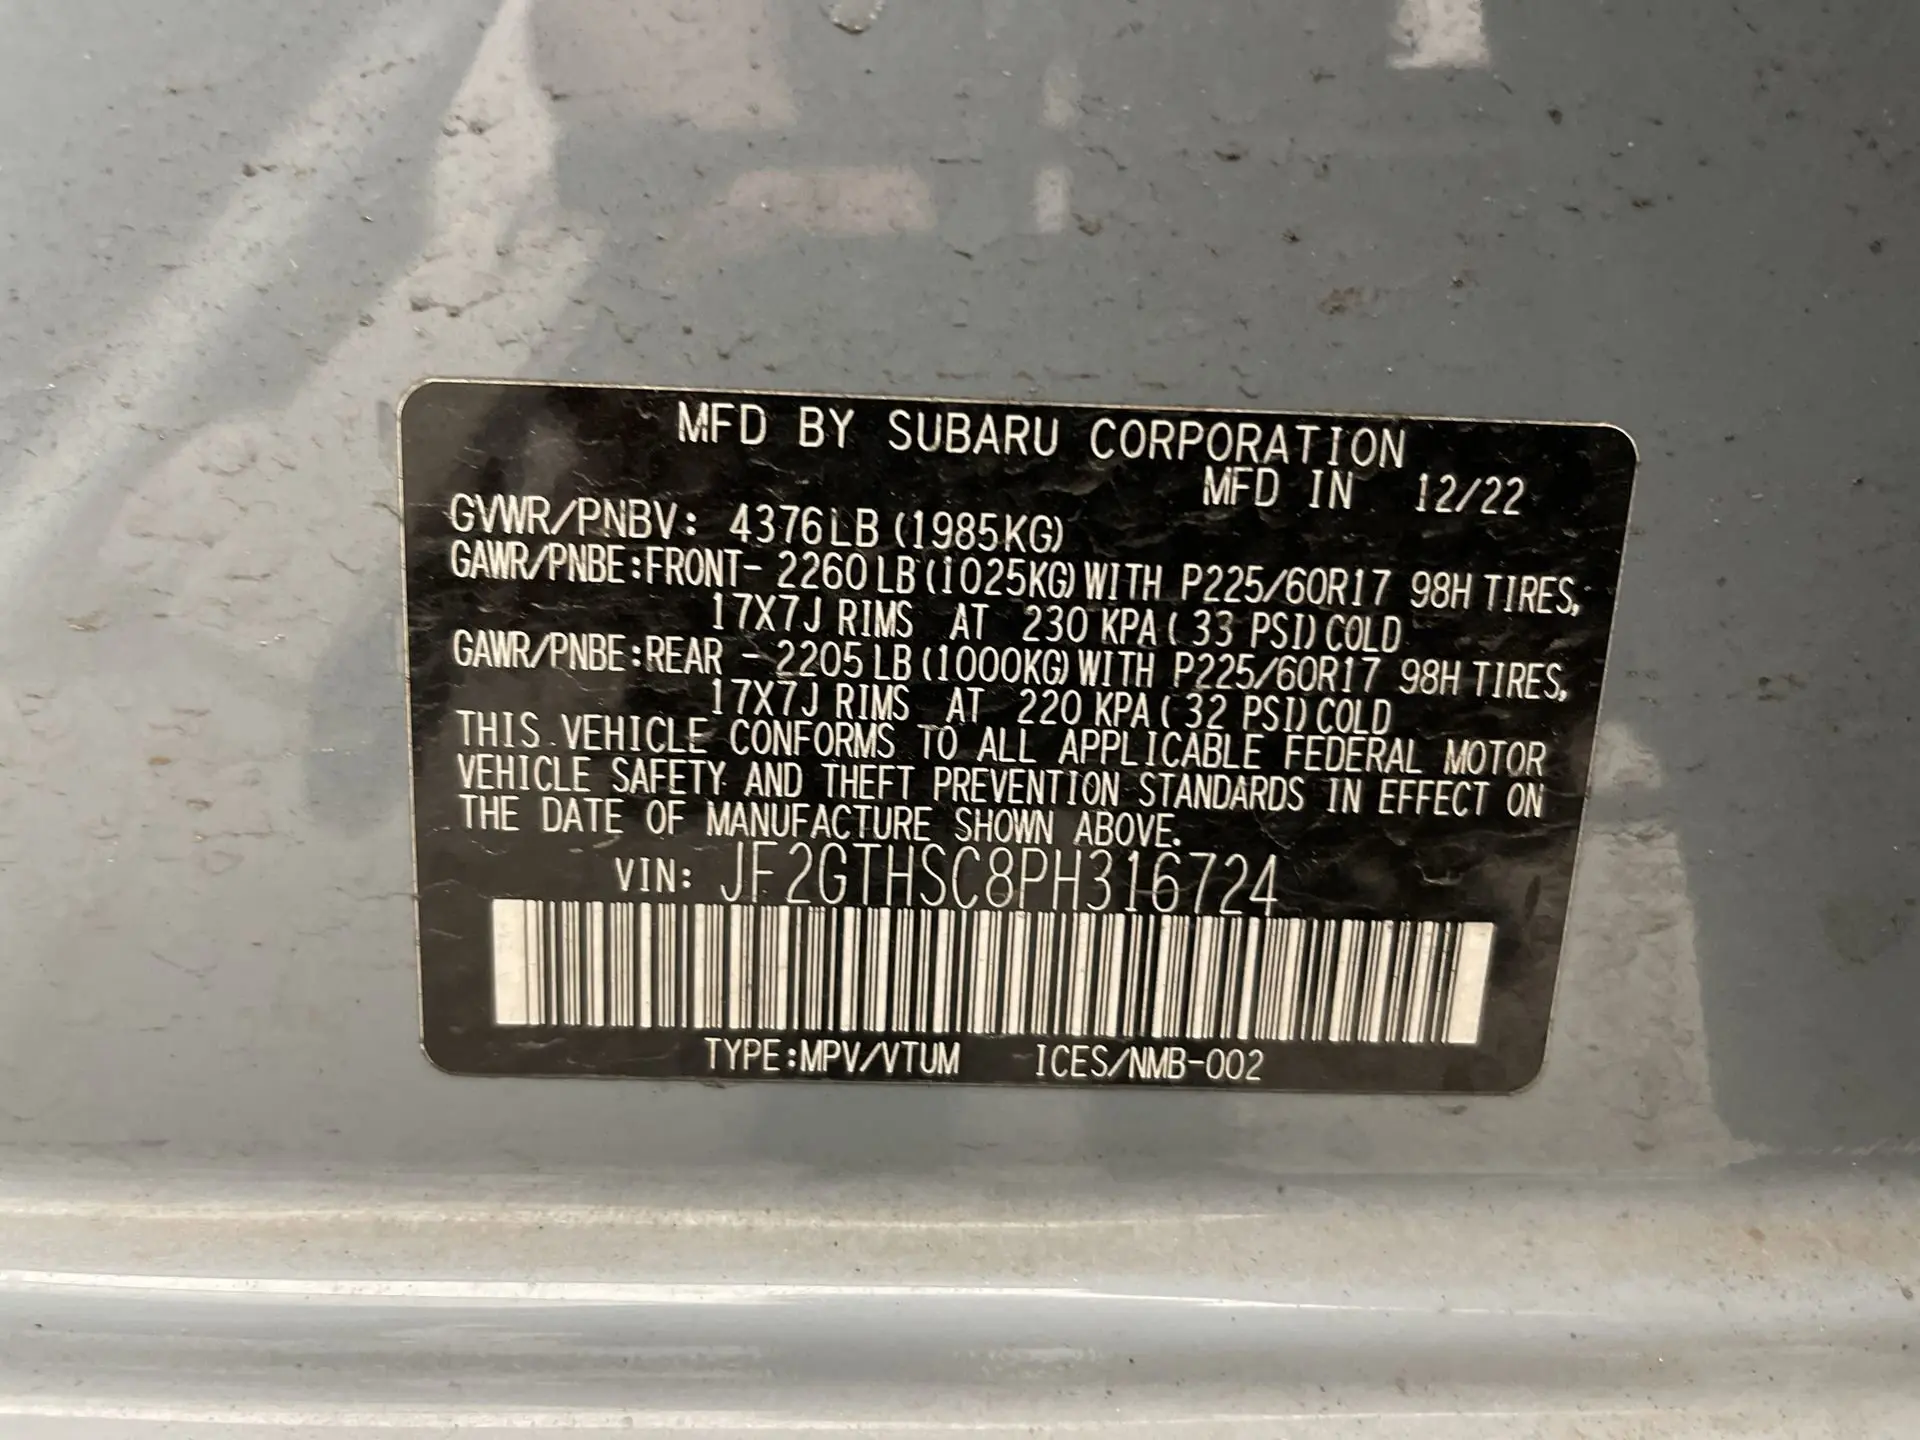 MFD BY SUBARU CORPORATION
MFD IN 12/22
GVWR/PNBV: 4376LB (1985KG)
GAWR/PNBE:FRONT- 2260 LB (1025KG) WITH P225/60R17 98H TIRES,
17X7J RIMS AT 230 KPA ( 33 PSI) COLD
GAWR/PNBE:REAR - 2205 LB (1000KG) WITH P225/60R17 98H TIRES,
17X7J RIMS AT 220 KPA ( 32 PSI) COLD
THIS VEHICLE CONFORMS TO ALL APPLICABLE FEDERAL MOTOR
VEHICLE SAFETY AND THEFT PREVENTION STANDARDS IN EFFECT ON
THE DATE OF MANUFACTURE SHOWN ABOVE.
VIN: JF2GTHSC8PH316724
TYPE:MPV/VTUM ICES/NMB-002